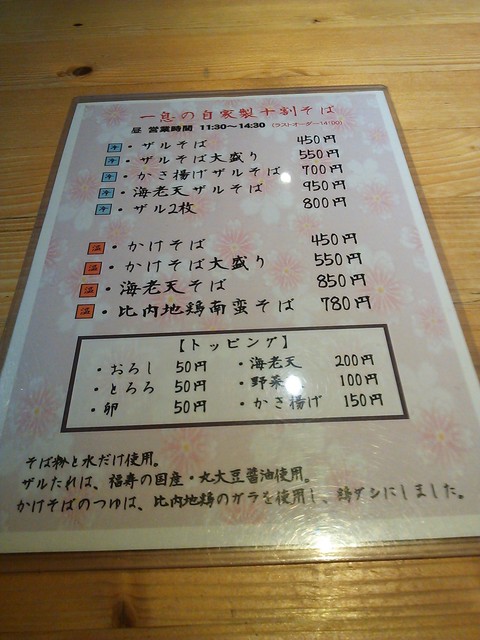 一息の自家製十割そば
昼 営業時間 11:30～14:30 (ラストオーダー14:00)
冷・ザルそば 450円
冷・ザルそば大盛り 550円
冷・かき揚げザルそば 700円
冷・海老天ザルそば 950円
冷・ザル2枚 800円
温・かけそば 450円
温・かけそば大盛り 550円
温・海老天そば 850円
温・比内地鶏南蛮そば 780円
【トッピング】
・おろし 50円 ・海老天 200円
・とろろ 50円 ・野菜 100円
・卵 50円 ・かき揚げ 150円
そば粉と水だけ使用。
ザルたれは、福寿の国産・丸大豆醤油使用。
かけそばのつゆは、比内地鶏のガラを使用し、鶏ダシにしました。